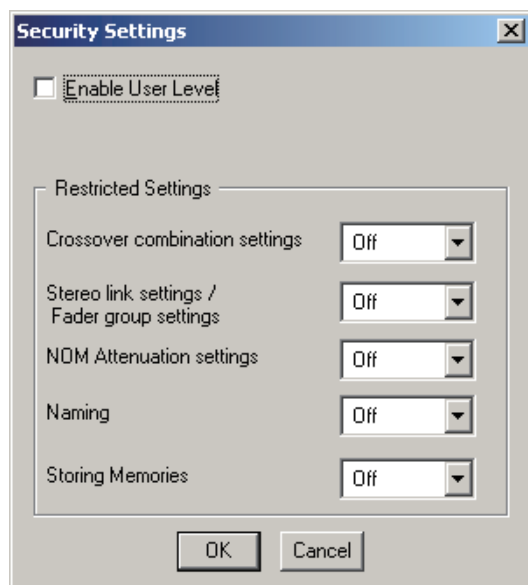 Security Settings
Enable User Level
Restricted Settings
Crossover combination settings Off
Stereo link settings /
Fader group settings Off
NOM Attenuation settings Off
Naming Off
Storing Memories Off
OK Cancel